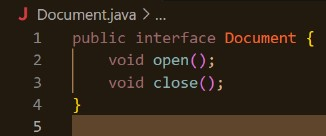 J Document.java > ...
1 public interface Document {
2     void open();
3     void close();
4 }
5